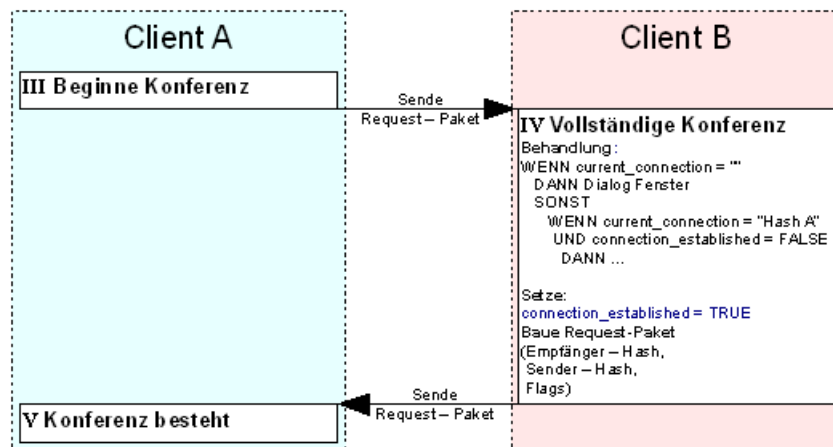 Client A
Client B
III Beginne Konferenz
Sende
Request – Paket
IV Vollständige Konferenz
Behandlung:
WENN current_connection = ""
DANN Dialog Fenster
SONST
WENN current_connection = "Hash A"
UND connection_established = FALSE
DANN ...
Setze:
connection_established = TRUE
Baue Request-Paket
(Empfänger – Hash,
Sender – Hash,
Flags)
Sende
Request – Paket
V Konferenz besteht